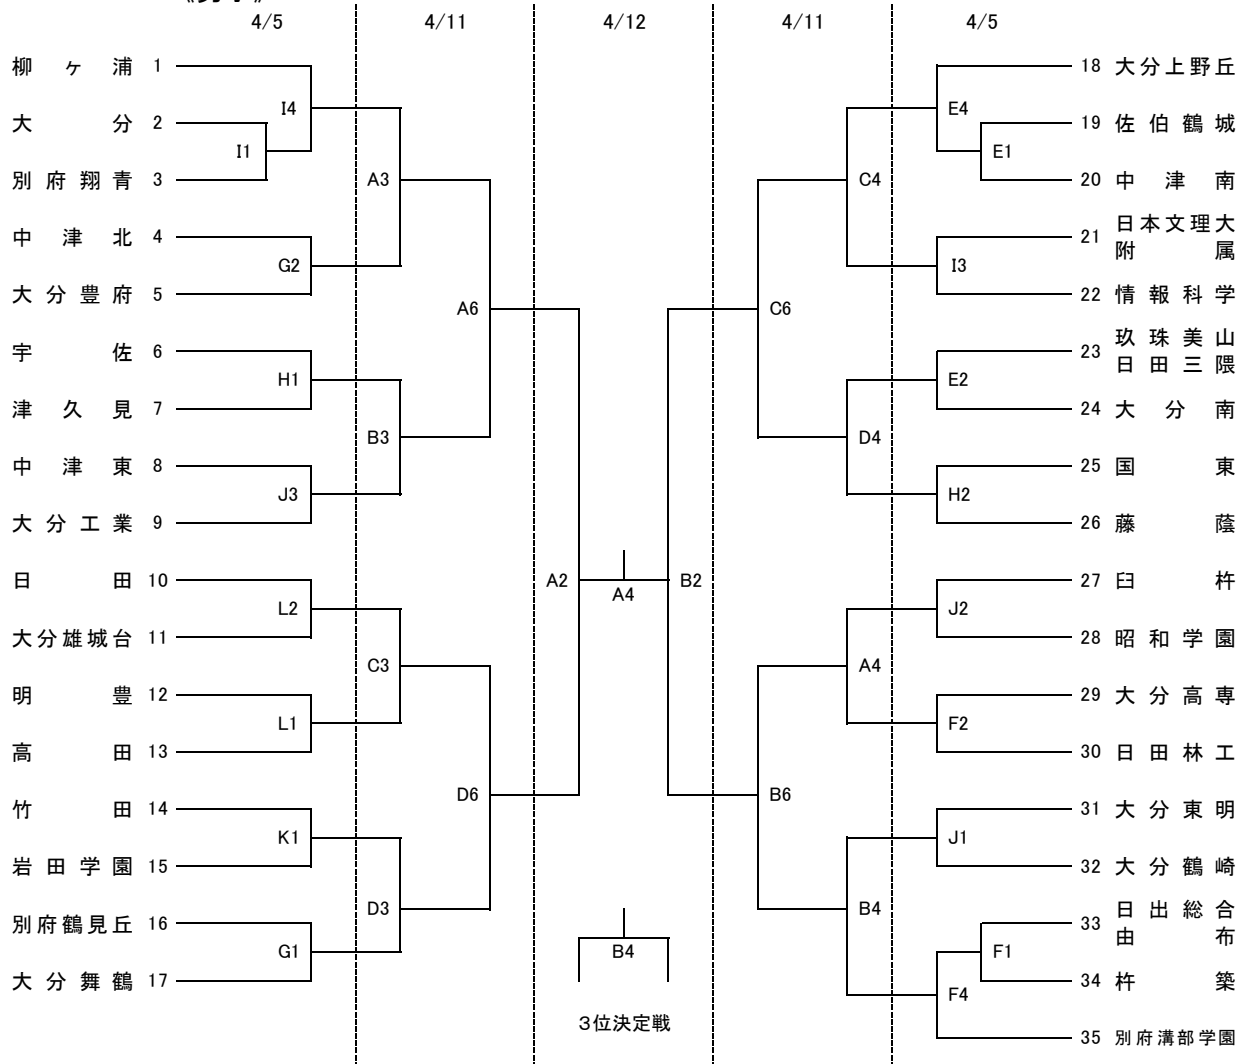 4/5 4/11 4/12 4/11 4/5
柳ヶ浦 1
大分 2
別府翔青 3
中津北 4
大分豊府 5
宇佐 6
津久見 7
中津東 8
大分工業 9
日田 10
大分雄城台 11
明豊 12
高田 13
竹田 14
岩田学園 15
別府鶴見丘 16
大分舞鶴 17
I4
I1
G2
H1
J3
L2
L1
K1
G1
A3
B3
C3
D3
A6
D6
A2
A4
B2
B4
3位決定戦
C6
B6
C4
D4
A4
B4
E4
E1
I3
E2
H2
J2
F2
J1
F1
F4
18 大分上野丘
19 佐伯鶴城
20 中津南
21 日本文理大
附属
22 情報科学
23 玖珠美山
日田三隈
24 大分南
25 国東
26 藤蔭
27 臼杵
28 昭和学園
29 大分高専
30 日田林工
31 大分東明
32 大分鶴崎
33 日出総合
由布
34 杵築
35 別府溝部学園